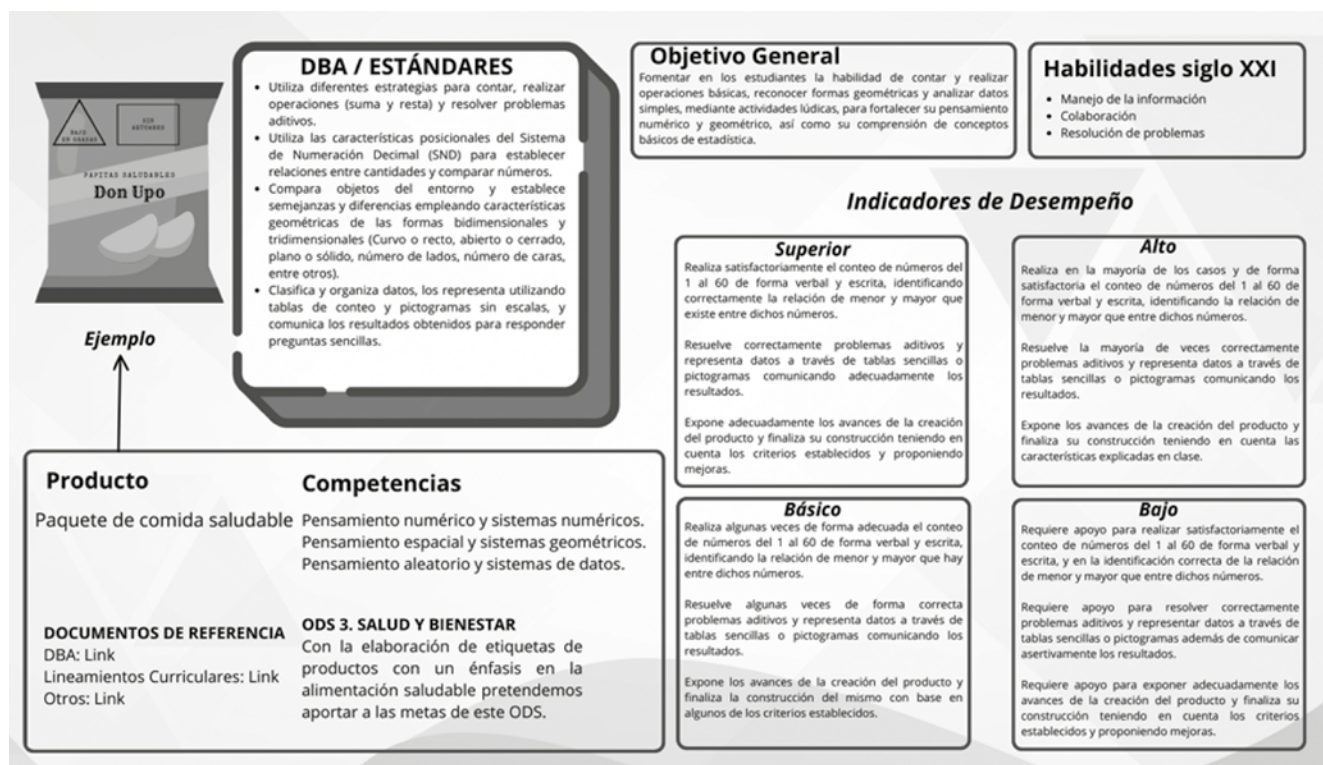 BAJO
EN GRASAS
SIN
AZÚCARES
PAPITAS SALUDABLES
Don Upo
Ejemplo
DBA / ESTÁNDARES
• Utiliza diferentes estrategias para contar, realizar
operaciones (suma y resta) y resolver problemas
aditivos.
• Utiliza las características posicionales del Sistema
de Numeración Decimal (SND) para establecer
relaciones entre cantidades y comparar números.
• Compara objetos del entorno y establece
semejanzas y diferencias empleando características
geométricas de las formas bidimensionales y
tridimensionales (Curvo o recto, abierto o cerrado,
plano o sólido, número de lados, número de caras,
entre otros).
• Clasifica y organiza datos, los representa utilizando
tablas de conteo y pictogramas sin escalas, y
comunica los resultados obtenidos para responder
preguntas sencillas.
Objetivo General
Fomentar en los estudiantes la habilidad de contar y realizar
operaciones básicas, reconocer formas geométricas y analizar datos
simples, mediante actividades lúdicas, para fortalecer su pensamiento
numérico y geométrico, así como su comprensión de conceptos
básicos de estadística.
Habilidades siglo XXI
• Manejo de la información
• Colaboración
• Resolución de problemas
Indicadores de Desempeño
Superior
Realiza satisfactoriamente el conteo de números del
1 al 60 de forma verbal y escrita, identificando
correctamente la relación de menor y mayor que
existe entre dichos números.
Resuelve correctamente problemas aditivos y
representa datos a través de tablas sencillas o
pictogramas comunicando adecuadamente los
resultados.
Expone adecuadamente los avances de la creación
del producto y finaliza su construcción teniendo en
cuenta los criterios establecidos y proponiendo
mejoras.
Alto
Realiza en la mayoría de los casos y de forma
satisfactoria el conteo de números del 1 al 60 de
forma verbal y escrita, identificando la relación de
menor y mayor que entre dichos números.
Resuelve la mayoría de veces correctamente
problemas aditivos y representa datos a través de
tablas sencillas o pictogramas comunicando los
resultados.
Expone los avances de la creación del producto y
finaliza su construcción teniendo en cuenta las
características explicadas en clase.
Básico
Realiza algunas veces de forma adecuada el conteo
de números del 1 al 60 de forma verbal y escrita,
identificando la relación de menor y mayor que hay
entre dichos números.
Resuelve algunas veces de forma correcta
problemas aditivos y representa datos a través de
tablas sencillas o pictogramas comunicando los
resultados.
Expone los avances de la creación del producto y
finaliza la construcción del mismo con base en
algunos de los criterios establecidos.
Bajo
Requiere apoyo para realizar satisfactoriamente el
conteo de números del 1 al 60 de forma verbal y
escrita, y en la identificación correcta de la relación
de menor y mayor que entre dichos números.
Requiere apoyo para resolver correctamente
problemas aditivos y representar datos a través de
tablas sencillas o pictogramas además de comunicar
asertivamente los resultados.
Requiere apoyo para exponer adecuadamente los
avances de la creación del producto y finaliza su
construcción teniendo en cuenta los criterios
establecidos y proponiendo mejoras.
Producto
Paquete de comida saludable
Competencias
Pensamiento numérico y sistemas numéricos.
Pensamiento espacial y sistemas geométricos.
Pensamiento aleatorio y sistemas de datos.
DOCUMENTOS DE REFERENCIA
DBA: Link
Lineamientos Curriculares: Link
Otros: Link
ODS 3. SALUD Y BIENESTAR
Con la elaboración de etiquetas de
productos con un énfasis en la
alimentación saludable pretendemos
aportar a las metas de este ODS.